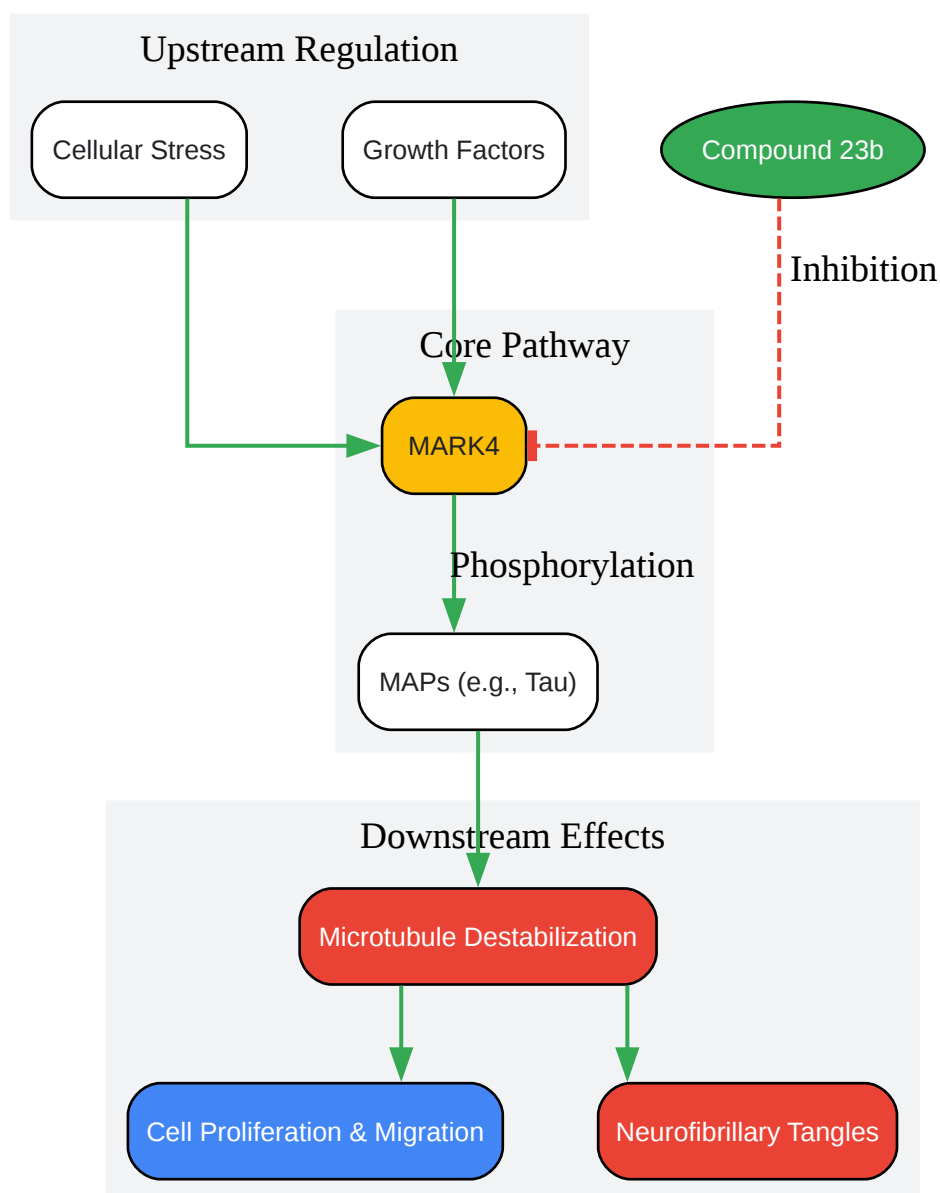 Upstream Regulation
Cellular Stress
Growth Factors
Compound 23b
Inhibition
Core Pathway
MARK4
Phosphorylation
MAPs (e.g., Tau)
Downstream Effects
Microtubule Destabilization
Cell Proliferation & Migration
Neurofibrillary Tangles